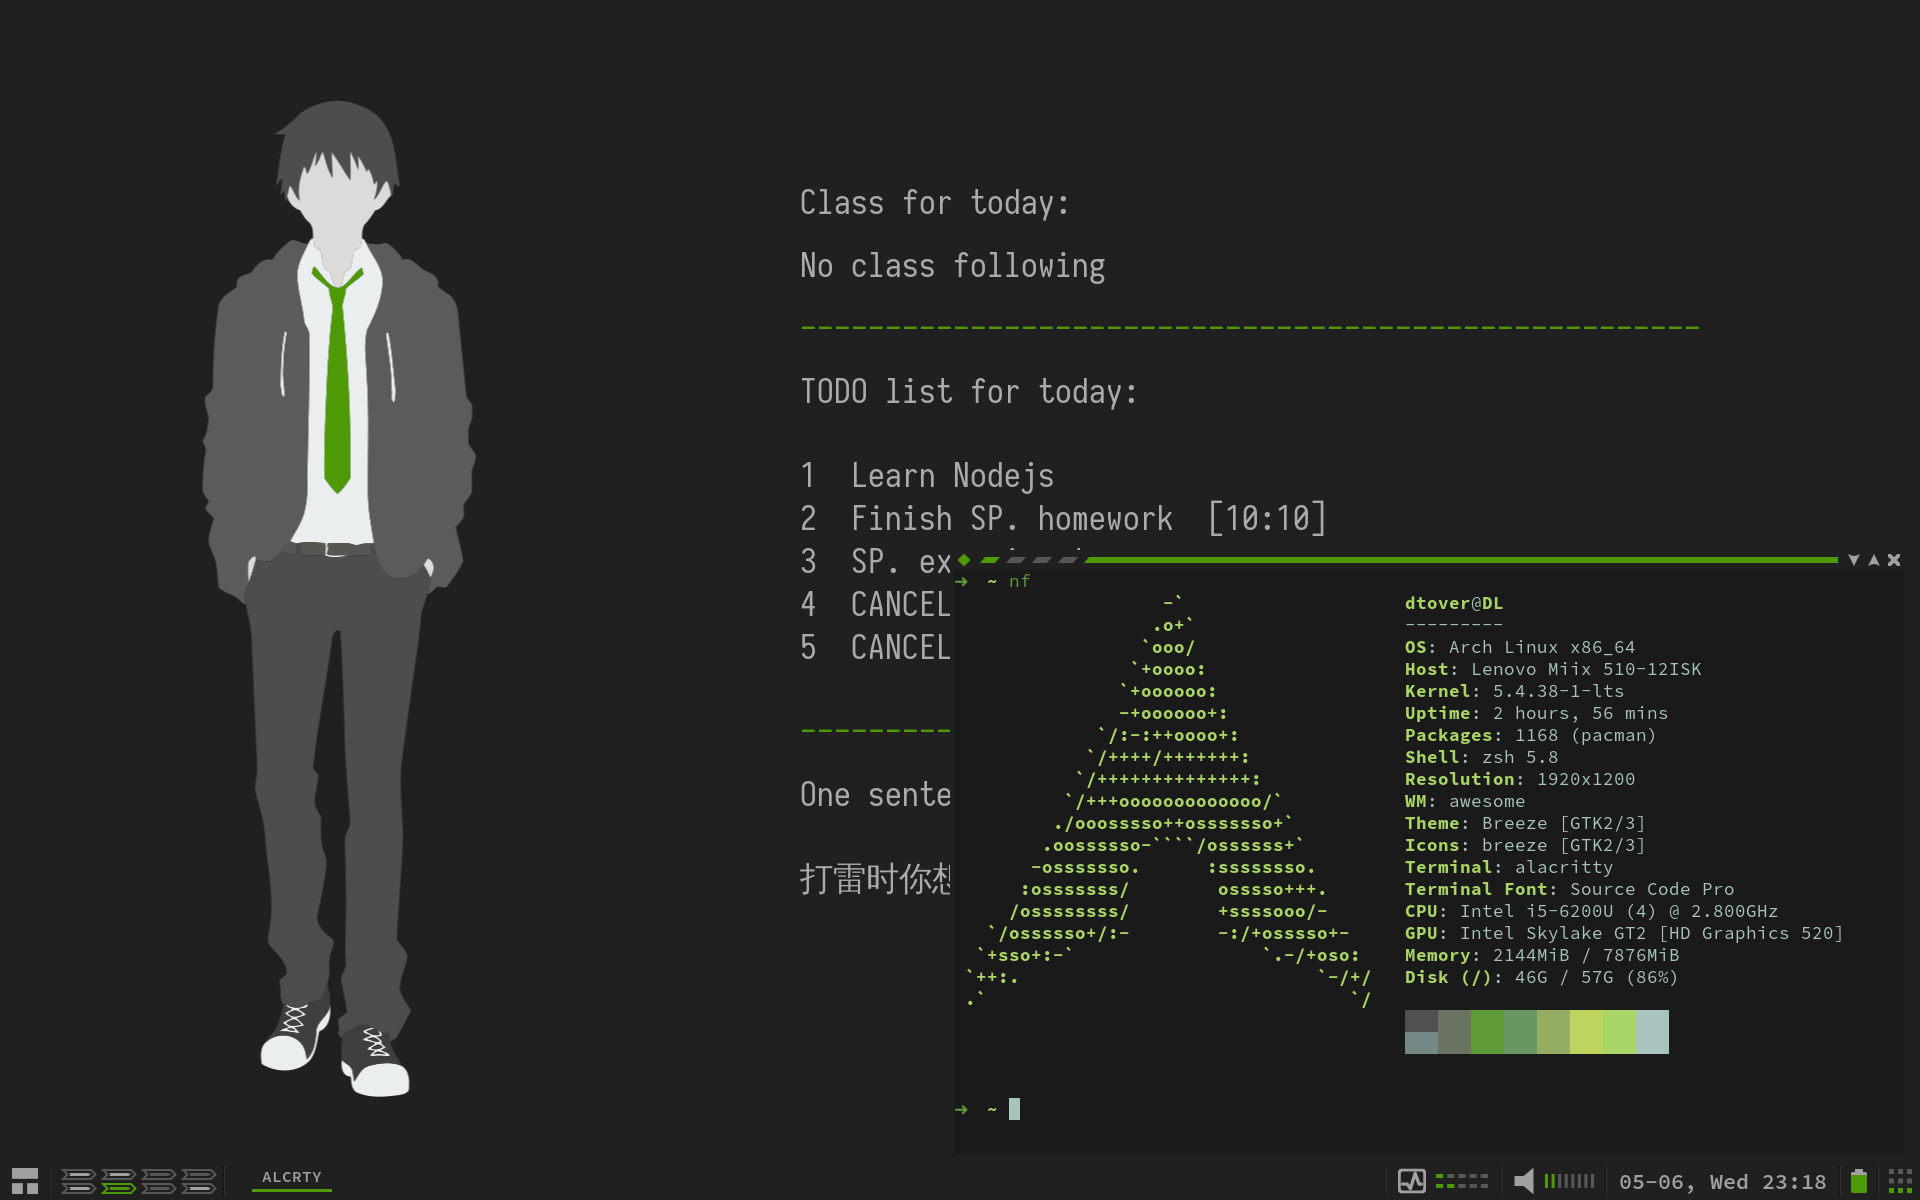 Class for today:
No class following
-----------------------------------------------------
TODO list for today:
1 Learn Nodejs
2 Finish SP. homework [10:10]
3 SP.
4 CANCEL
5 CANCEL
---------
One
打雷时你想
➜ ~ nf
-`
.o+`
`ooo/
`+oooo:
`+oooooo:
-+oooooo+:
`/:-:++oooo+:
`/++++/+++++++:
`/++++++++++++++:
`/+++ooooooooooooo/`
./ooosssso++osssssso+`
.oossssso-````/ossssss+`
-osssssso. :ssssssso.
:osssssss/ osssso+++.
/ossssssss/ +ssssooo/-
`/ossssso+/:- -:/+osssso+-
`+sso+:-` `.-/+oso:
`++:. `-/+/
.` `/
dtover@DL
---------
OS: Arch Linux x86_64
Host: Lenovo Miix 510-12ISK
Kernel: 5.4.38-1-lts
Uptime: 2 hours, 56 mins
Packages: 1168 (pacman)
Shell: zsh 5.8
Resolution: 1920x1200
WM: awesome
Theme: Breeze [GTK2/3]
Icons: breeze [GTK2/3]
Terminal: alacritty
Terminal Font: Source Code Pro
CPU: Intel i5-6200U (4) @ 2.800GHz
GPU: Intel Skylake GT2 [HD Graphics 520]
Memory: 2144MiB / 7876MiB
Disk (/): 46G / 57G (86%)
➜ ~
ALCRTY
05-06, Wed 23:18